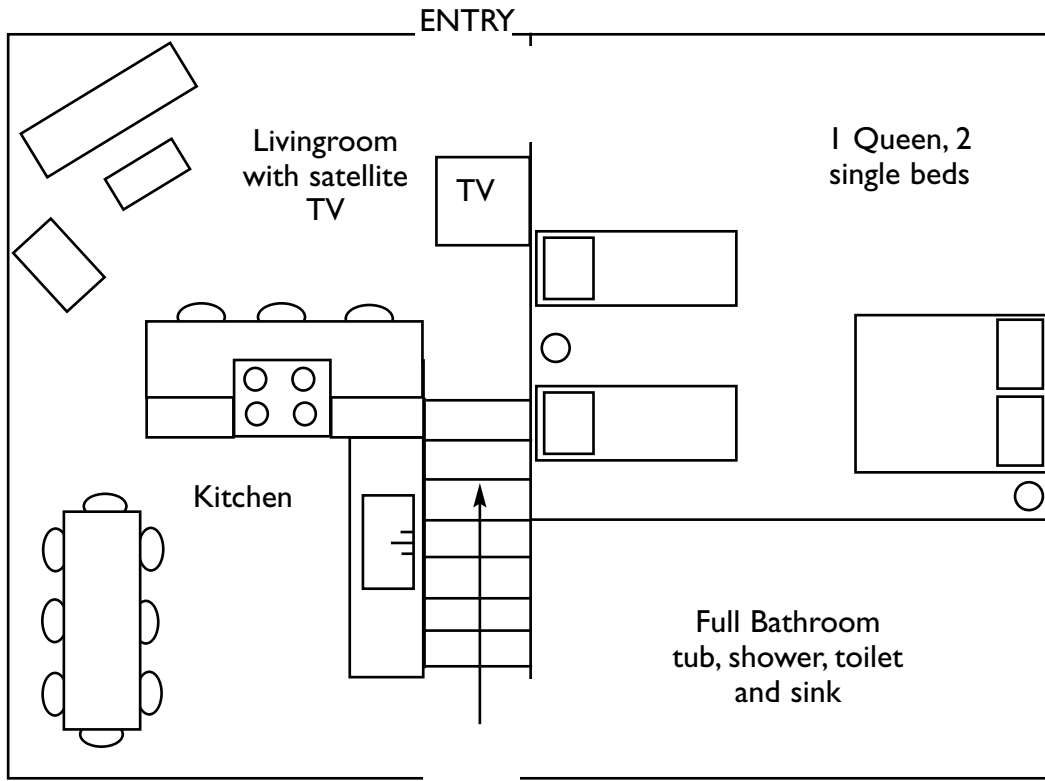 ENTRY
Livingroom
with satellite
TV
TV
1 Queen, 2
single beds
Kitchen
Full Bathroom
tub, shower, toilet
and sink